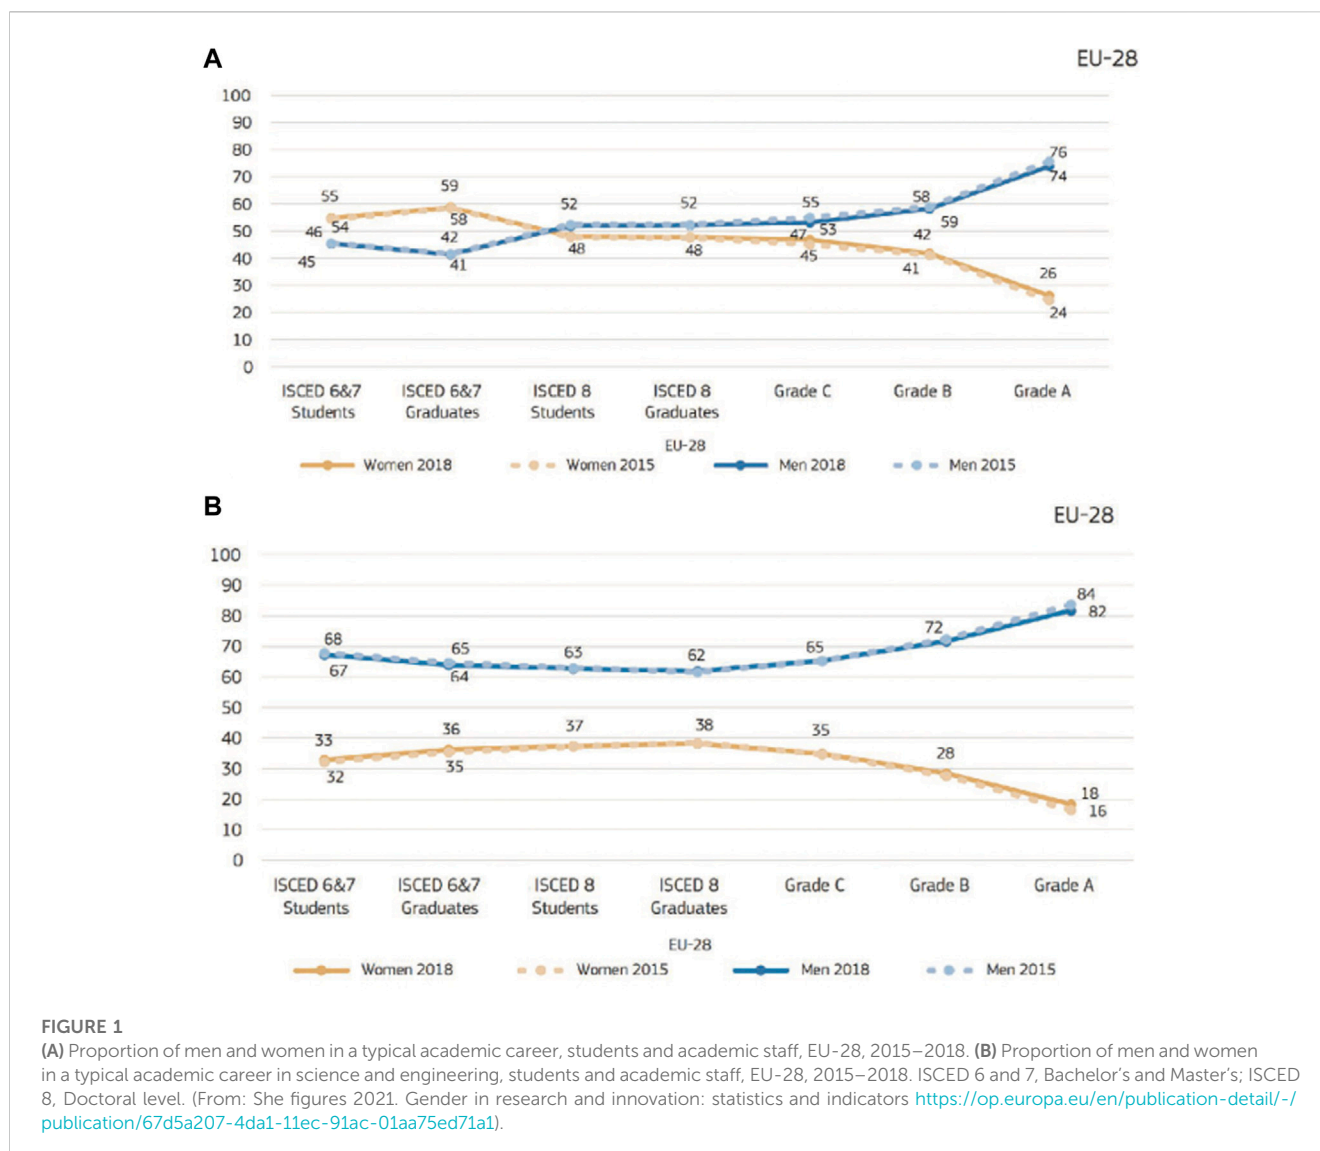 A
EU-28
100
90
80
70
60
50
40
30
20
10
0
55 59 52 52 55 58 76
46 54 58 47 53 59 74
45 42 48 48 45 42 26
41 41 24
ISCED 6&7 ISCED 6&7 ISCED 8 ISCED 8 Grade C Grade B Grade A
Students Graduates Students Graduates
EU-28
Women 2018 Women 2015 Men 2018 Men 2015
B
EU-28
100
90
80
70
60
50
40
30
20
10
0
68 65 63 62 65 72 84
67 64 82
33 36 37 38 35 28 18
32 35 16
ISCED 6&7 ISCED 6&7 ISCED 8 ISCED 8 Grade C Grade B Grade A
Students Graduates Students Graduates
EU-28
Women 2018 Women 2015 Men 2018 Men 2015
FIGURE 1
(A) Proportion of men and women in a typical academic career, students and academic staff, EU-28, 2015–2018. (B) Proportion of men and women
in a typical academic career in science and engineering, students and academic staff, EU-28, 2015–2018. ISCED 6 and 7, Bachelor's and Master's; ISCED
8, Doctoral level. (From: She figures 2021. Gender in research and innovation: statistics and indicators https://op.europa.eu/en/publication-detail/-/
publication/67d5a207-4da1-11ec-91ac-01aa75ed71a1).